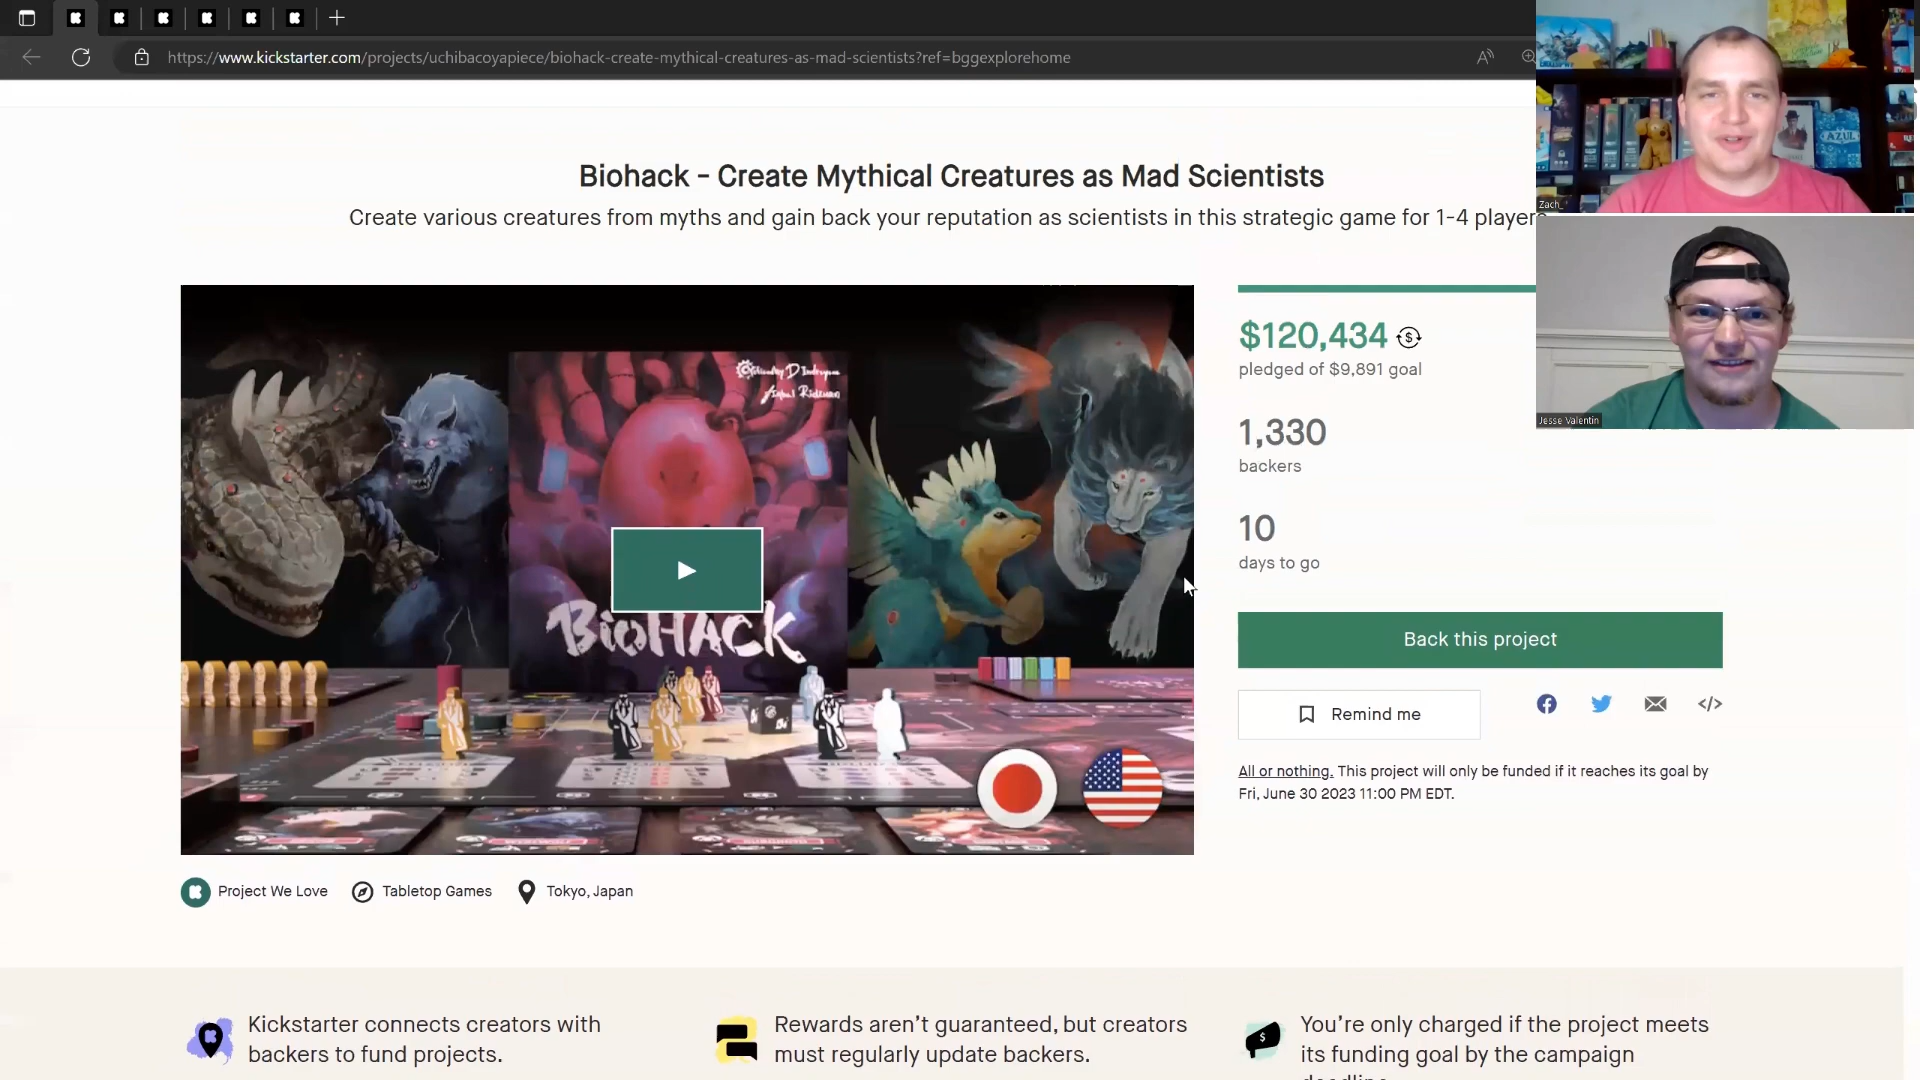 https://www.kickstarter.com/projects/uchibacoyapiece/biohack-create-mythical-creatures-as-mad-scientists?ref=bggexplorehome
Zach_
AZUL
Jesse Valentin
Biohack - Create Mythical Creatures as Mad Scientists
Create various creatures from myths and gain back your reputation as scientists in this strategic game for 1-4 players
BIOHACK
$120,434
pledged of $9,891 goal
1,330
backers
10
days to go
Back this project
Remind me
All or nothing. This project will only be funded if it reaches its goal by
Fri, June 30 2023 11:00 PM EDT.
Project We Love
Tabletop Games
Tokyo, Japan
Kickstarter connects creators with
backers to fund projects.
Rewards aren't guaranteed, but creators
must regularly update backers.
You're only charged if the project meets
its funding goal by the campaign